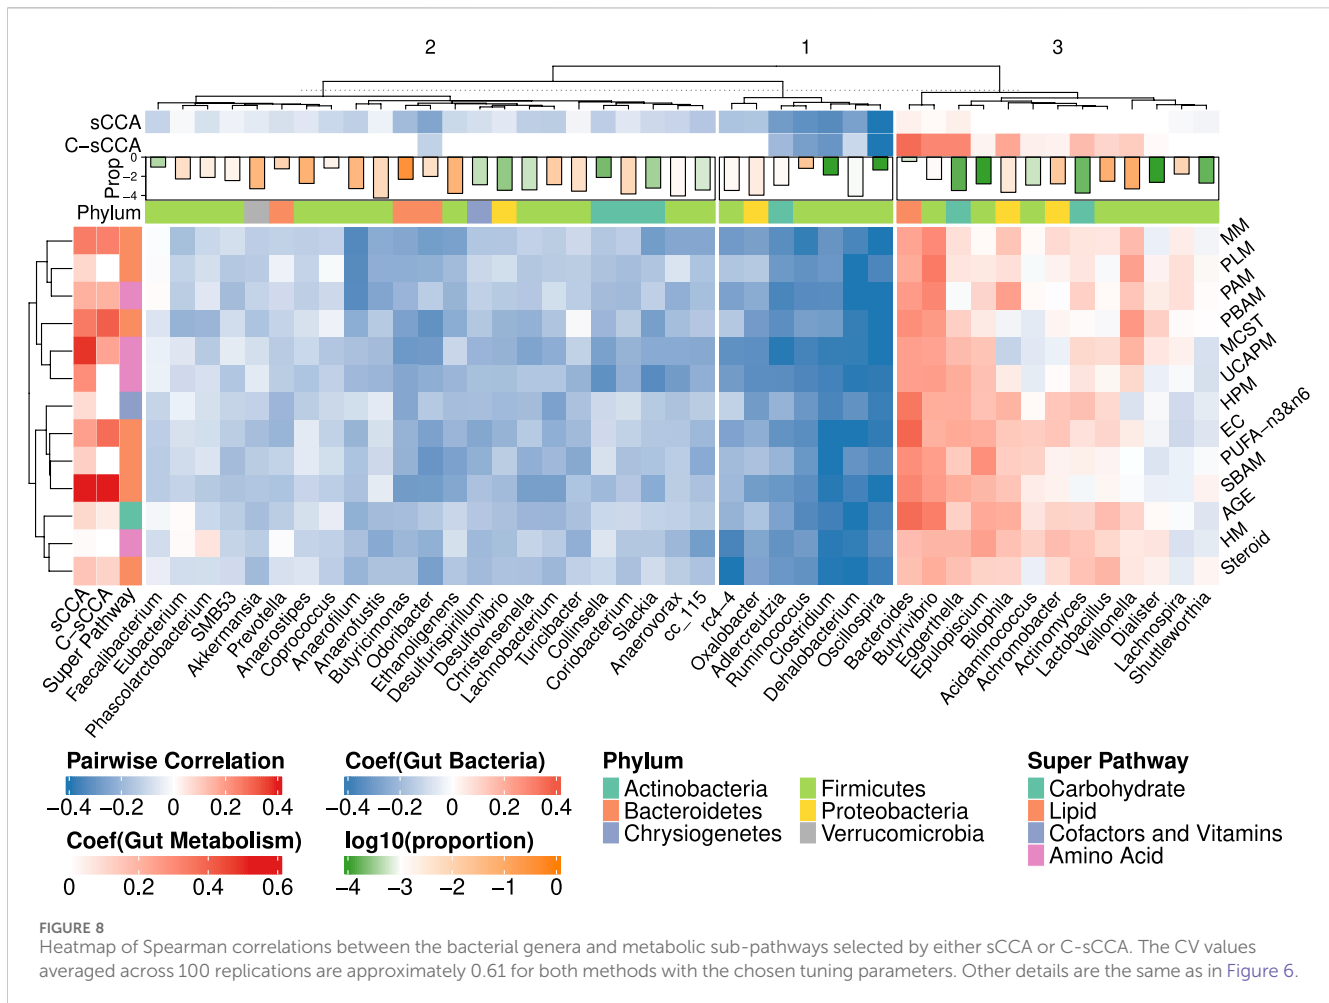 2 1 3
sCCA
C-sCCA
Prop
0
-2
-4
Phylum
MM
PLM
PAM
PBAM
MCST
UCAPM
HPM
EC
PUFA-n3&n6
SBAM
AGE
HM
Steroid
sCCA
C-sCCA
Super Pathway
Faecalibacterium
Eubacterium
Phascolarctobacterium
SMB53
Akkermansia
Prevotella
Anaerostipes
Coprococcus
Anaerofilum
Anaerofustis
Butyricimonas
Odoribacter
Ethanoligenens
Desulfurispirillum
Desulfovibrio
Christensenella
Lachnobacterium
Turicibacter
Collinsella
Coriobacterium
Slackia
Anaerovorax
cc_115
rc4-4
Oxalobacter
Adlercreutzia
Ruminococcus
Clostridium
Dehalobacterium
Oscillospira
Bacteroides
Butyrivibrio
Eggerthella
Epulopiscium
Bilophila
Acidaminococcus
Achromobacter
Actinomyces
Lactobacillus
Veillonella
Dialister
Lachnospira
Shuttleworthia
Pairwise Correlation
-0.4 -0.2 0 0.2 0.4
Coef(Gut Bacteria)
-0.4 -0.2 0 0.2 0.4
Coef(Gut Metabolism)
0 0.2 0.4 0.6
log10(proportion)
-4 -3 -2 -1 0
Phylum
Actinobacteria
Bacteroidetes
Chrysiogenetes
Firmicutes
Proteobacteria
Verrucomicrobia
Super Pathway
Carbohydrate
Lipid
Cofactors and Vitamins
Amino Acid
FIGURE 8
Heatmap of Spearman correlations between the bacterial genera and metabolic sub-pathways selected by either sCCA or C-sCCA. The CV values
averaged across 100 replications are approximately 0.61 for both methods with the chosen tuning parameters. Other details are the same as in Figure 6.